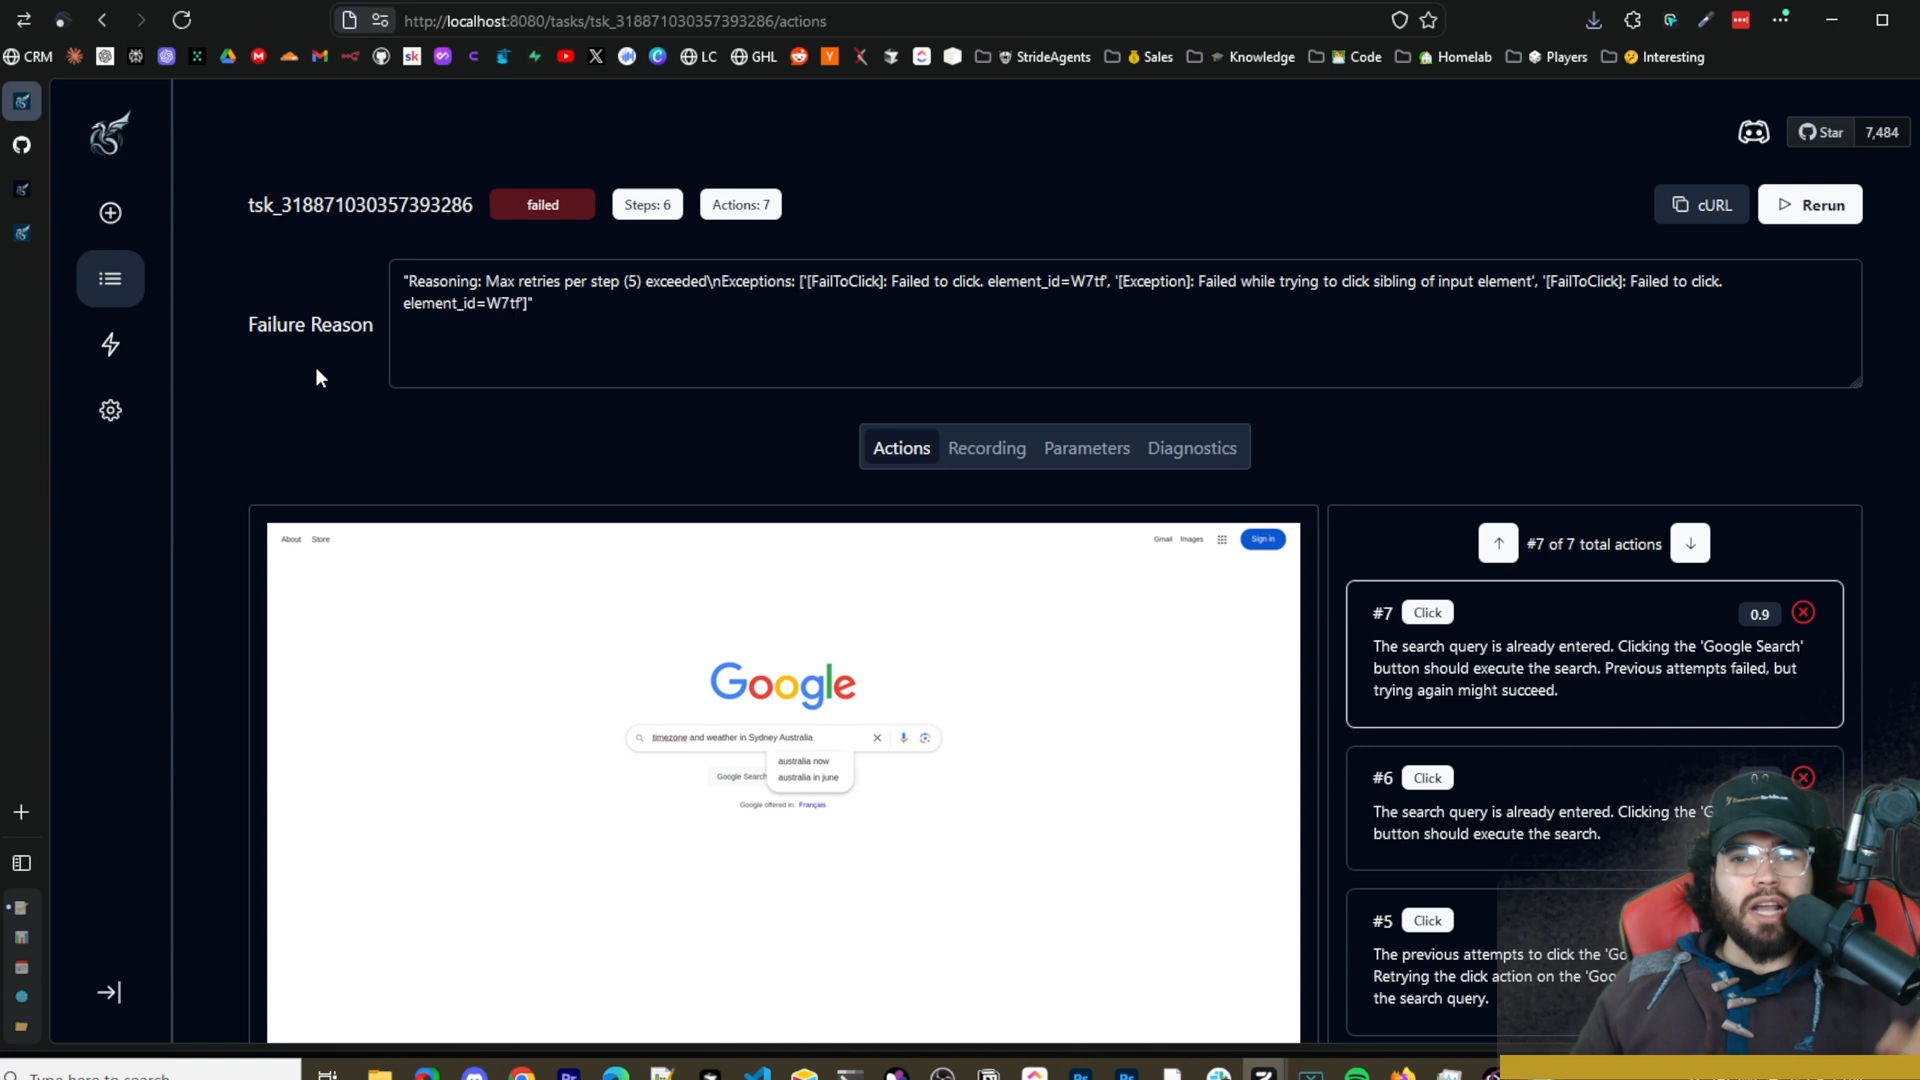 http://localhost:8080/tasks/tsk_318871030357393286/actions
CRM
sk
LC
GHL
StrideAgents
Sales
Knowledge
Code
Homelab
Players
Interesting
Star 7,484
tsk_318871030357393286
failed
Steps: 6
Actions: 7
cURL
Rerun
Failure Reason
"Reasoning: Max retries per step (5) exceeded\nExceptions: ['[FailToClick]: Failed to click. element_id=W7tf', '[Exception]: Failed while trying to click sibling of input element', '[FailToClick]: Failed to click.
element_id=W7tf']"
Actions Recording Parameters Diagnostics
About Store
Gmail Images
Sign in
Google
timezone and weather in Sydney Australia
australia now
australia in june
Google Search
Google offered in: Français
#7 of 7 total actions
#7 Click 0.9
The search query is already entered. Clicking the 'Google Search'
button should execute the search. Previous attempts failed, but
trying again might succeed.
#6 Click
The search query is already entered. Clicking the 'G
button should execute the search.
#5 Click
The previous attempts to click the 'Go
Retrying the click action on the 'Goo
the search query.
Type here to search